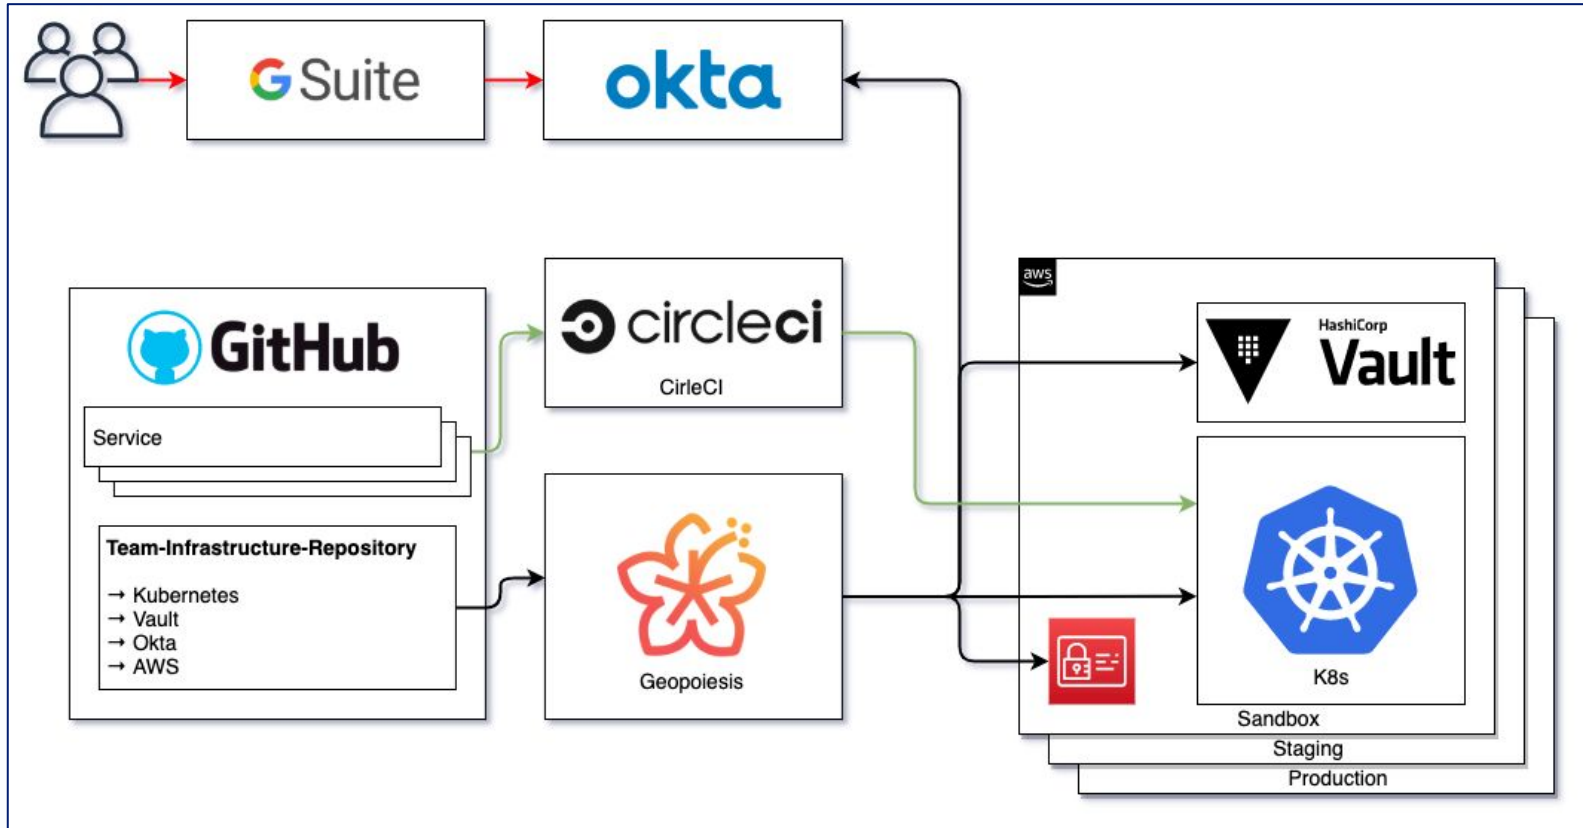 G Suite
okta
GitHub
Service
Team-Infrastructure-Repository
→ Kubernetes
→ Vault
→ Okta
→ AWS
circleci
CirleCI
Geopoiesis
aws
HashiCorp
Vault
K8s
Sandbox
Staging
Production